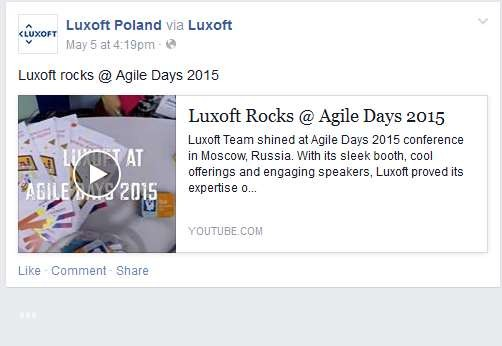 LUXOFT
Luxoft Poland via Luxoft
May 5 at 4:19pm ·
Luxoft rocks @ Agile Days 2015
LUXOFT AT
AGILE DAYS 2015
Luxoft Rocks @ Agile Days 2015
Luxoft Team shined at Agile Days 2015 conference
in Moscow, Russia. With its sleek booth, cool
offerings and engaging speakers, Luxoft proved its
expertise o...
YOUTUBE.COM
Like · Comment · Share